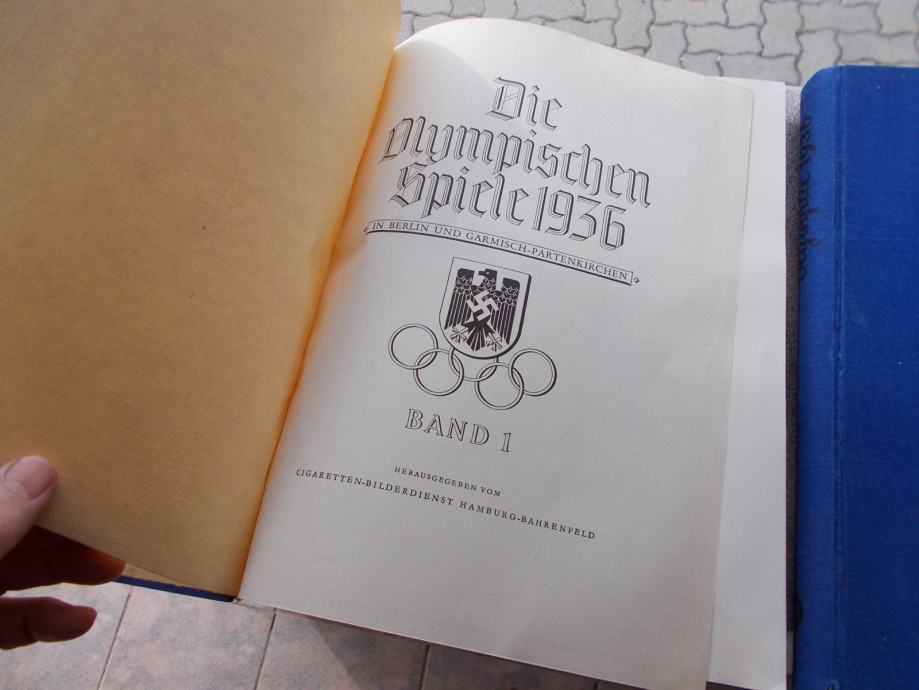 Die
Olympischen
Spiele 1936
IN BERLIN UND GARMISCH-PARTENKIRCHEN
BAND 1
HERAUSGEGEBEN VOM
CIGARETTEN-BILDERDIENST HAMBURG-BAHRENFELD